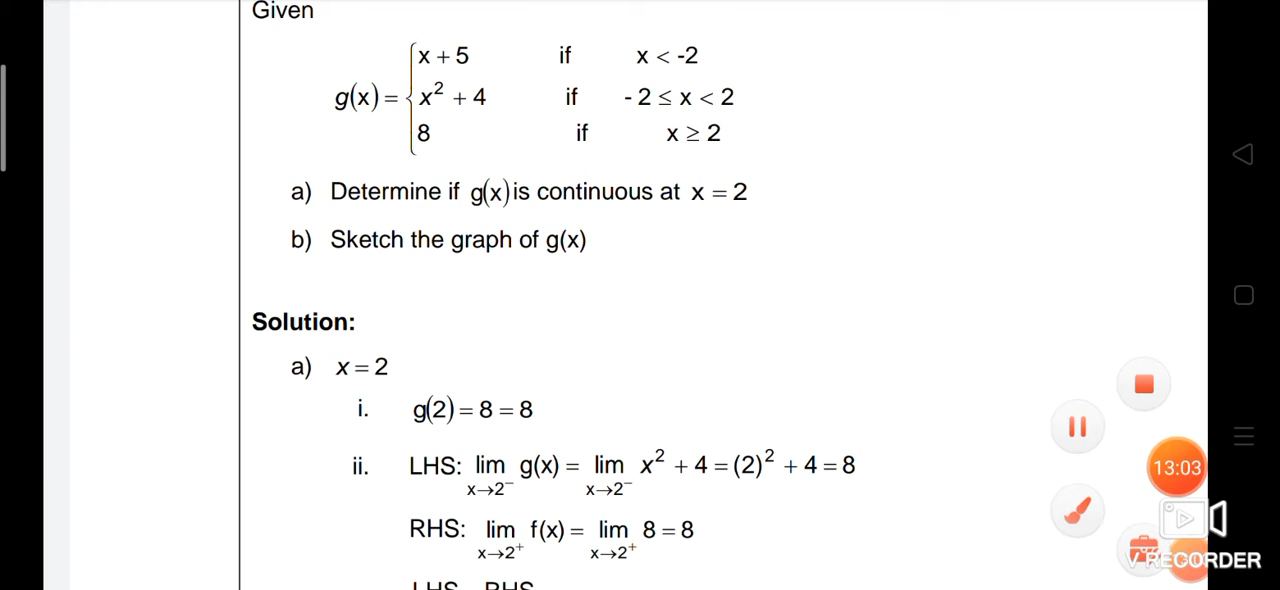 Given
g(x) = { x + 5 if x < -2
x² + 4 if - 2 ≤ x < 2
8 if x ≥ 2
a) Determine if g(x) is continuous at x = 2
b) Sketch the graph of g(x)
Solution:
a) x = 2
i. g(2) = 8 = 8
ii. LHS: lim x→2⁻ g(x) = lim x→2⁻ x² + 4 = (2)² + 4 = 8
RHS: lim x→2⁺ f(x) = lim x→2⁺ 8 = 8
LHS RHS
13:03
V RECORDER